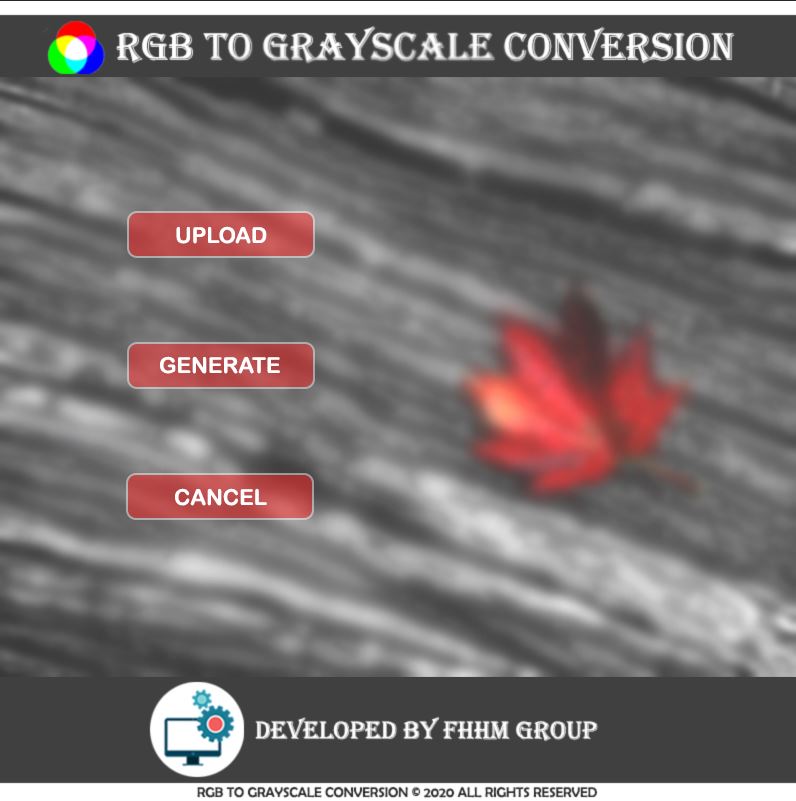 RGB TO GRAYSCALE CONVERSION
UPLOAD
GENERATE
CANCEL
DEVELOPED BY FHHM GROUP
RGB TO GRAYSCALE CONVERSION © 2020 ALL RIGHTS RESERVED